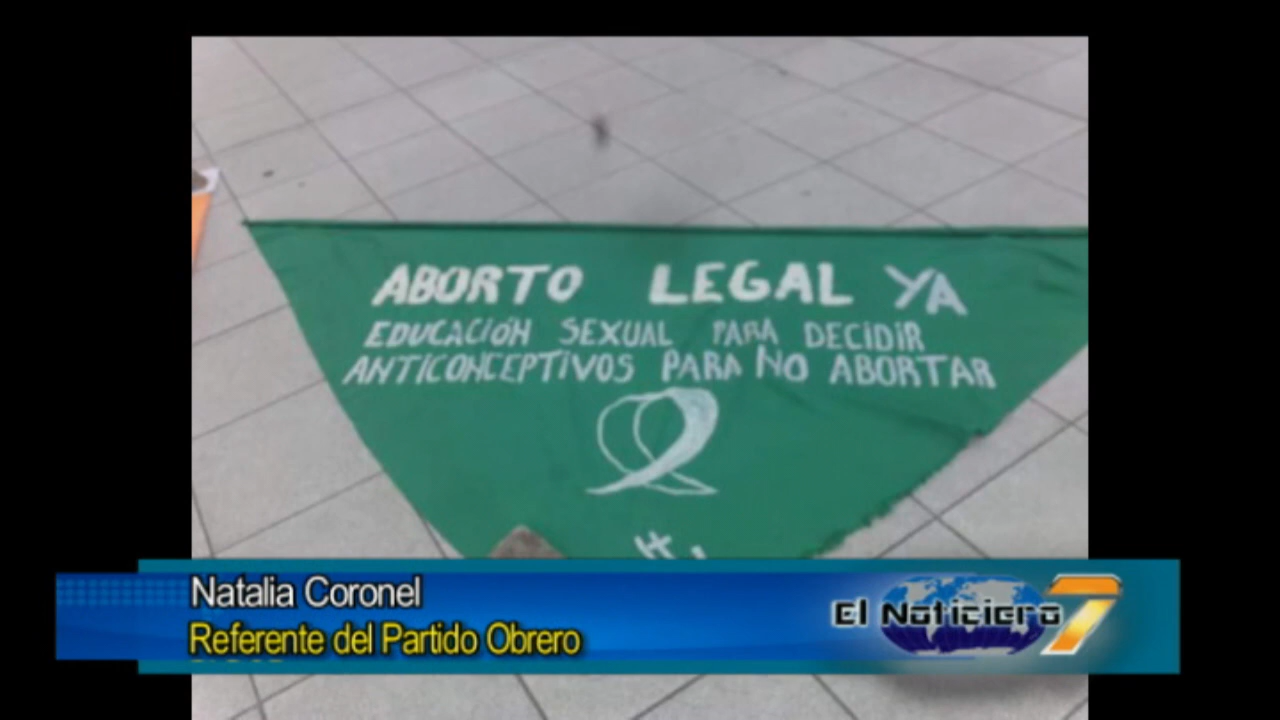 ABORTO LEGAL YA
EDUCACIÓN SEXUAL PARA DECIDIR
ANTICONCEPTIVOS PARA NO ABORTAR
Natalia Coronel
Referente del Partido Obrero
El Noticiero 7